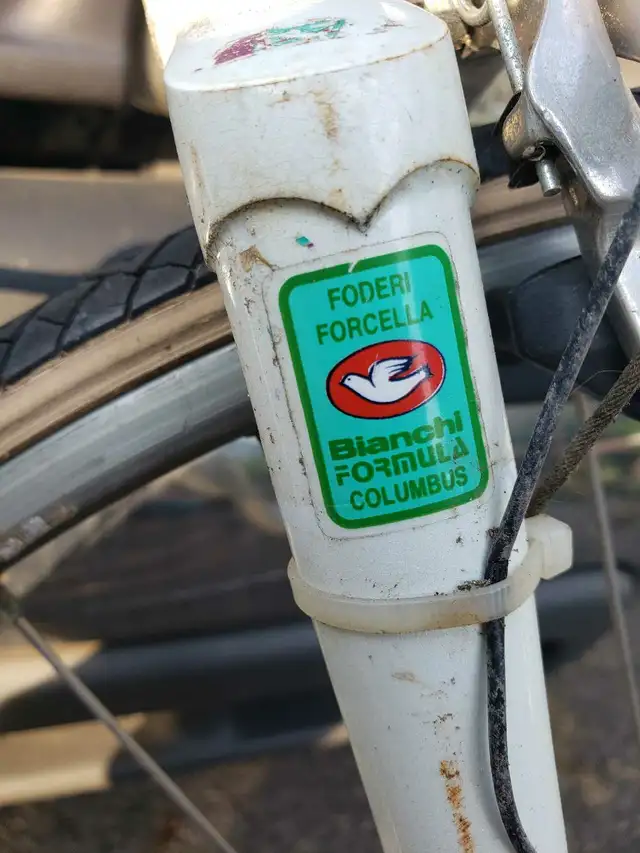 FODERI
FORCELLA
Bianchi
FORMULA
COLUMBUS